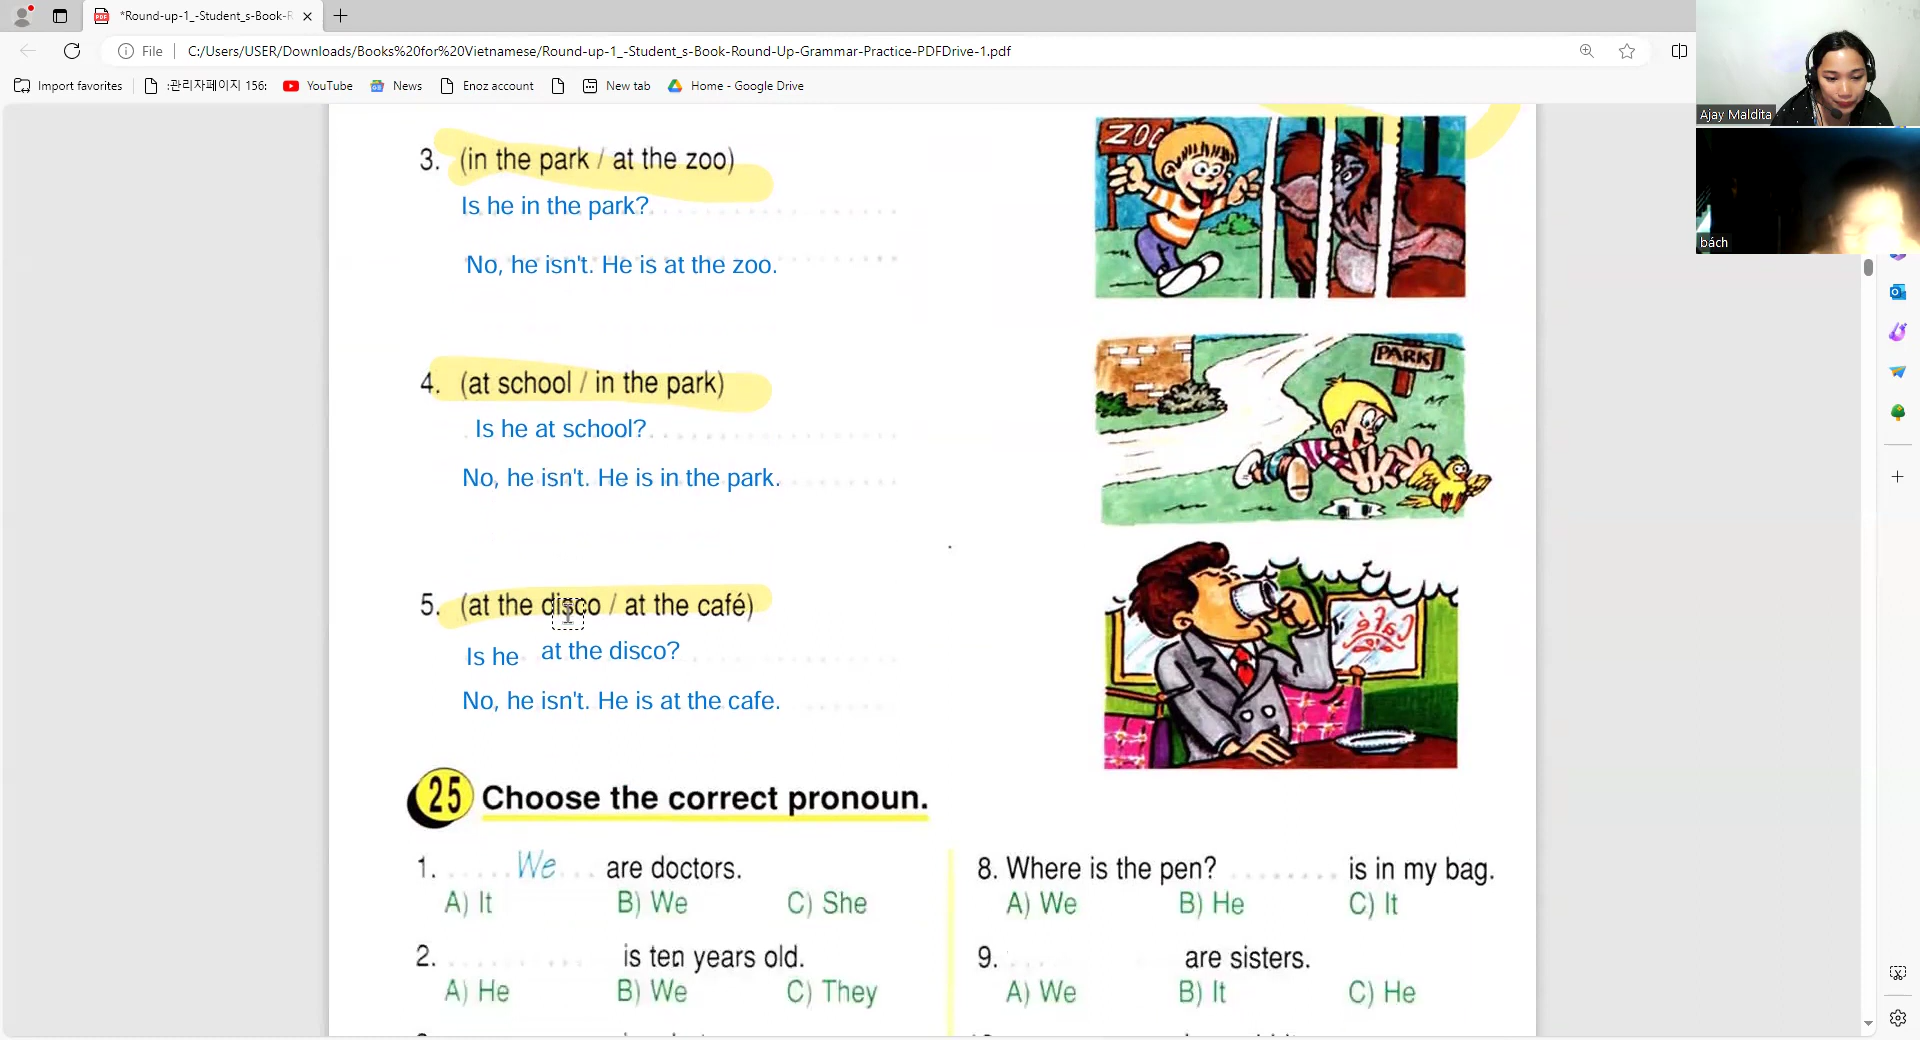 *Round-up-1_-Student_s-Book-R
File
C:/Users/USER/Downloads/Books%20for%20Vietnamese/Round-up-1_-Student_s-Book-Round-Up-Grammar-Practice-PDFDrive-1.pdf
Import favorites
:관리자페이지 156:
YouTube
News
Enoz account
New tab
Home - Google Drive
Ajay Maldita
bách
3. (in the park / at the zoo)
Is he in the park?
No, he isn't. He is at the zoo.
ZOO
4. (at school / in the park)
Is he at school?
No, he isn't. He is in the park.
PARK
5. (at the disco / at the café)
Is he at the disco?
No, he isn't. He is at the cafe.
Café
25 Choose the correct pronoun.
1. ..... We ... are doctors.
A) It B) We C) She
2. .......... is ten years old.
A) He B) We C) They
8. Where is the pen? ......... is in my bag.
A) We B) He C) It
9. ... are sisters.
A) We B) It C) He